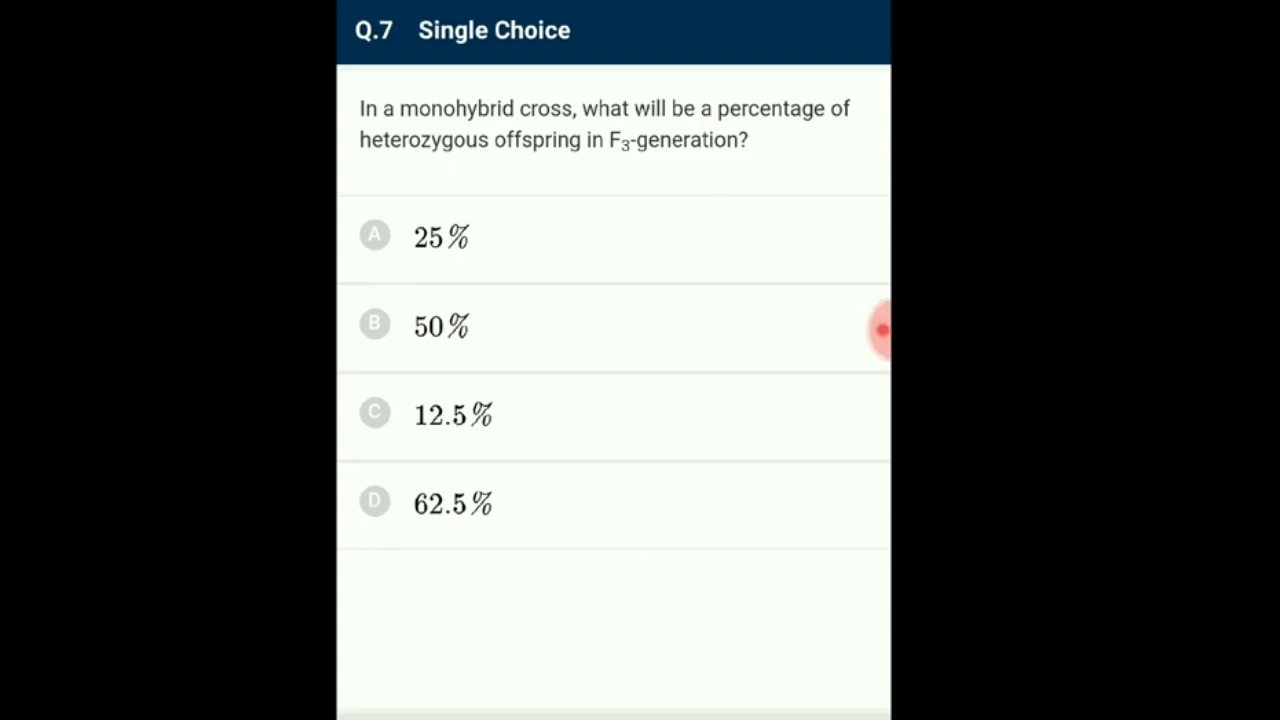 Q.7 Single Choice
In a monohybrid cross, what will be a percentage of
heterozygous offspring in F₃-generation?
A 25%
B 50%
C 12.5%
D 62.5%